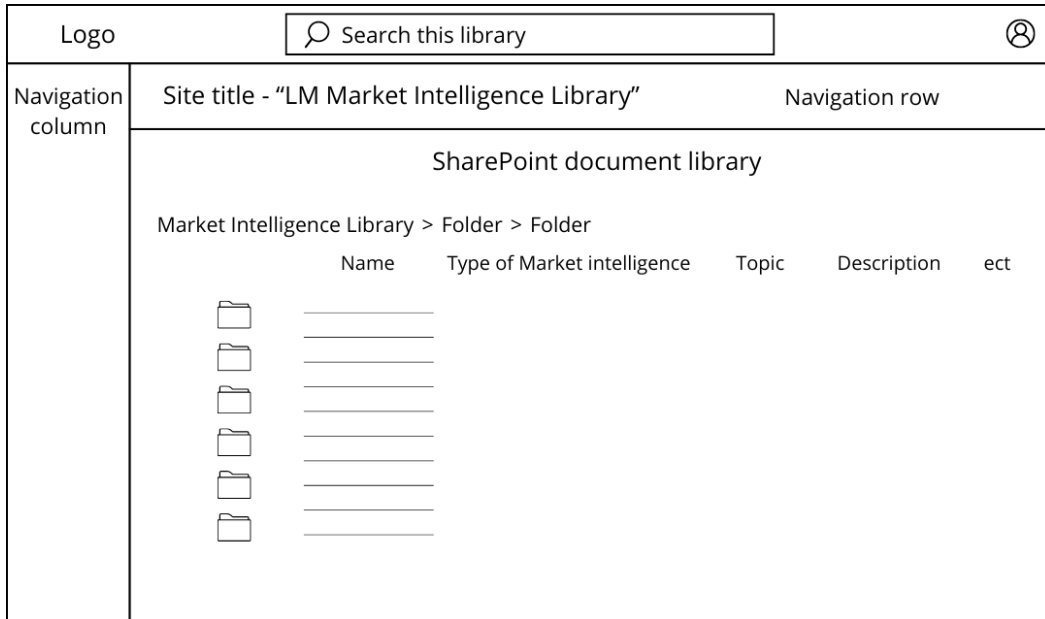 Logo
Search this library
Navigation
column
Site title - “LM Market Intelligence Library”
Navigation row
SharePoint document library
Market Intelligence Library > Folder > Folder
Name Type of Market intelligence Topic Description ect